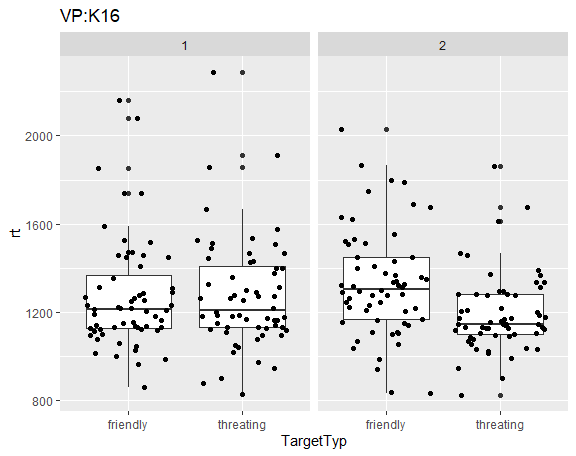 VP:K16
1 2
rt
2000
1600
1200
800
friendly threating friendly threating
TargetTyp